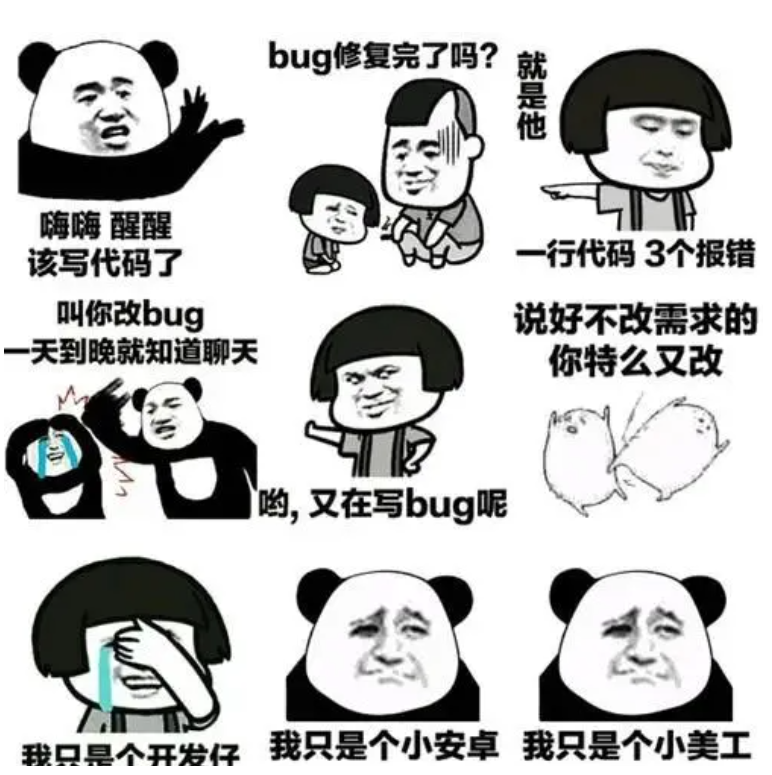 嗨嗨 醒醒
该写代码了
bug修复完了吗?
就是他
一行代码 3个报错
叫你改bug
一天到晚就知道聊天
哟, 又在写bug呢
说好不改需求的
你特么又改
我只是个开发仔
我只是个小安卓
我只是个小美工